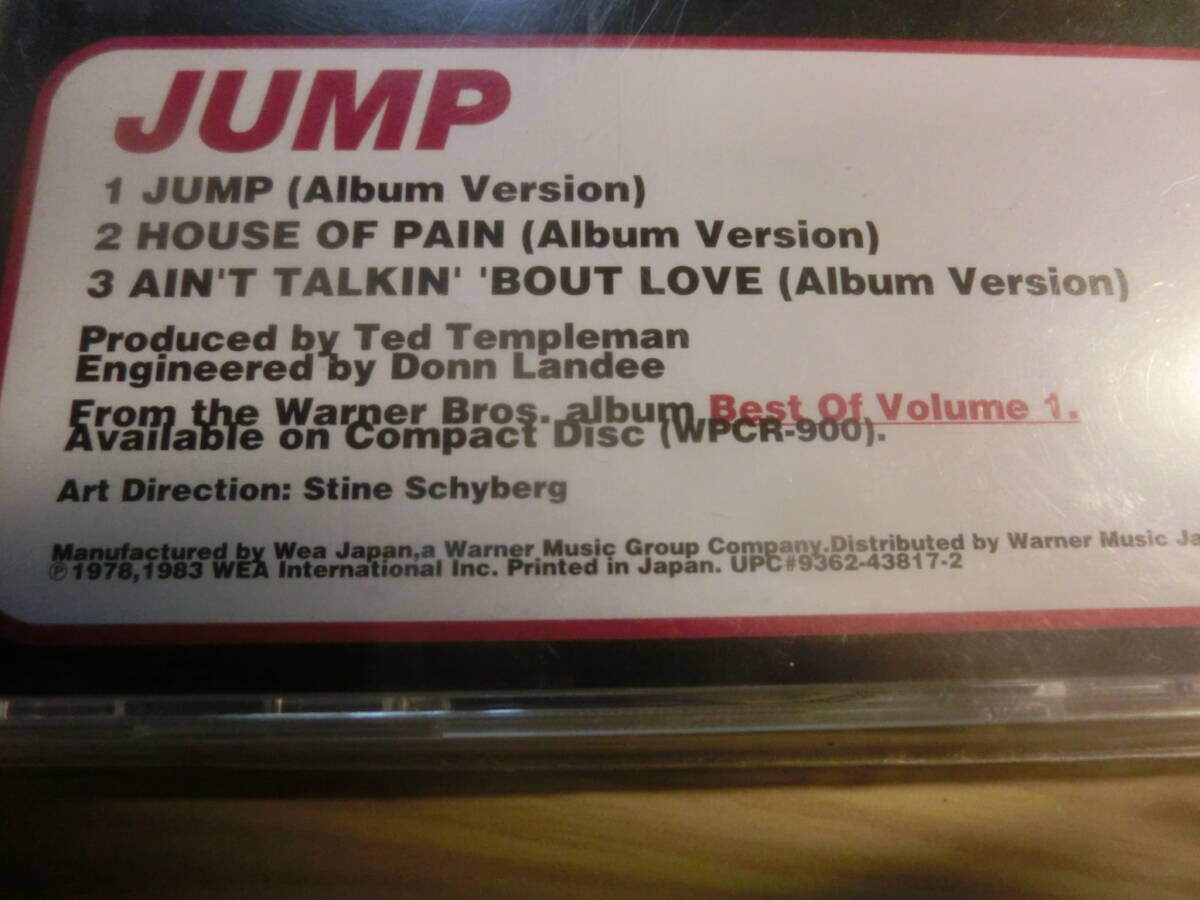 JUMP
1 JUMP (Album Version)
2 HOUSE OF PAIN (Album Version)
3 AIN'T TALKIN' 'BOUT LOVE (Album Version)
Produced by Ted Templeman
Engineered by Donn Landee
From the Warner Bros. album Best Of Volume 1.
Available on Compact Disc (WPCR-900).
Art Direction: Stine Schyberg
Manufactured by Wea Japan,a Warner Music Group Company.Distributed by Warner Music Ja
℗1978,1983 WEA International Inc. Printed in Japan. UPC#9362-43817-2